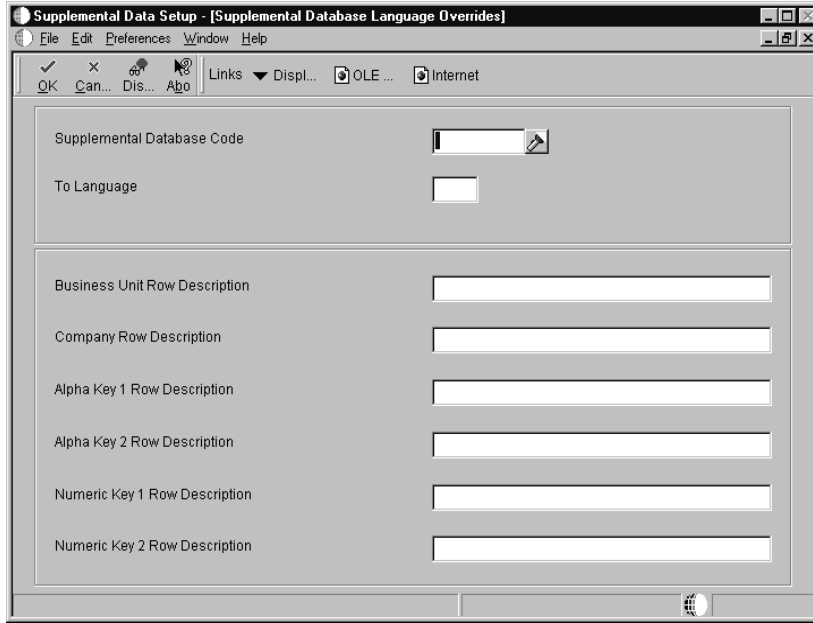 Supplemental Data Setup - [Supplemental Database Language Overrides]
File Edit Preferences Window Help
OK Can... Dis... Abo Links Displ... OLE ... Internet
Supplemental Database Code
To Language
Business Unit Row Description
Company Row Description
Alpha Key 1 Row Description
Alpha Key 2 Row Description
Numeric Key 1 Row Description
Numeric Key 2 Row Description